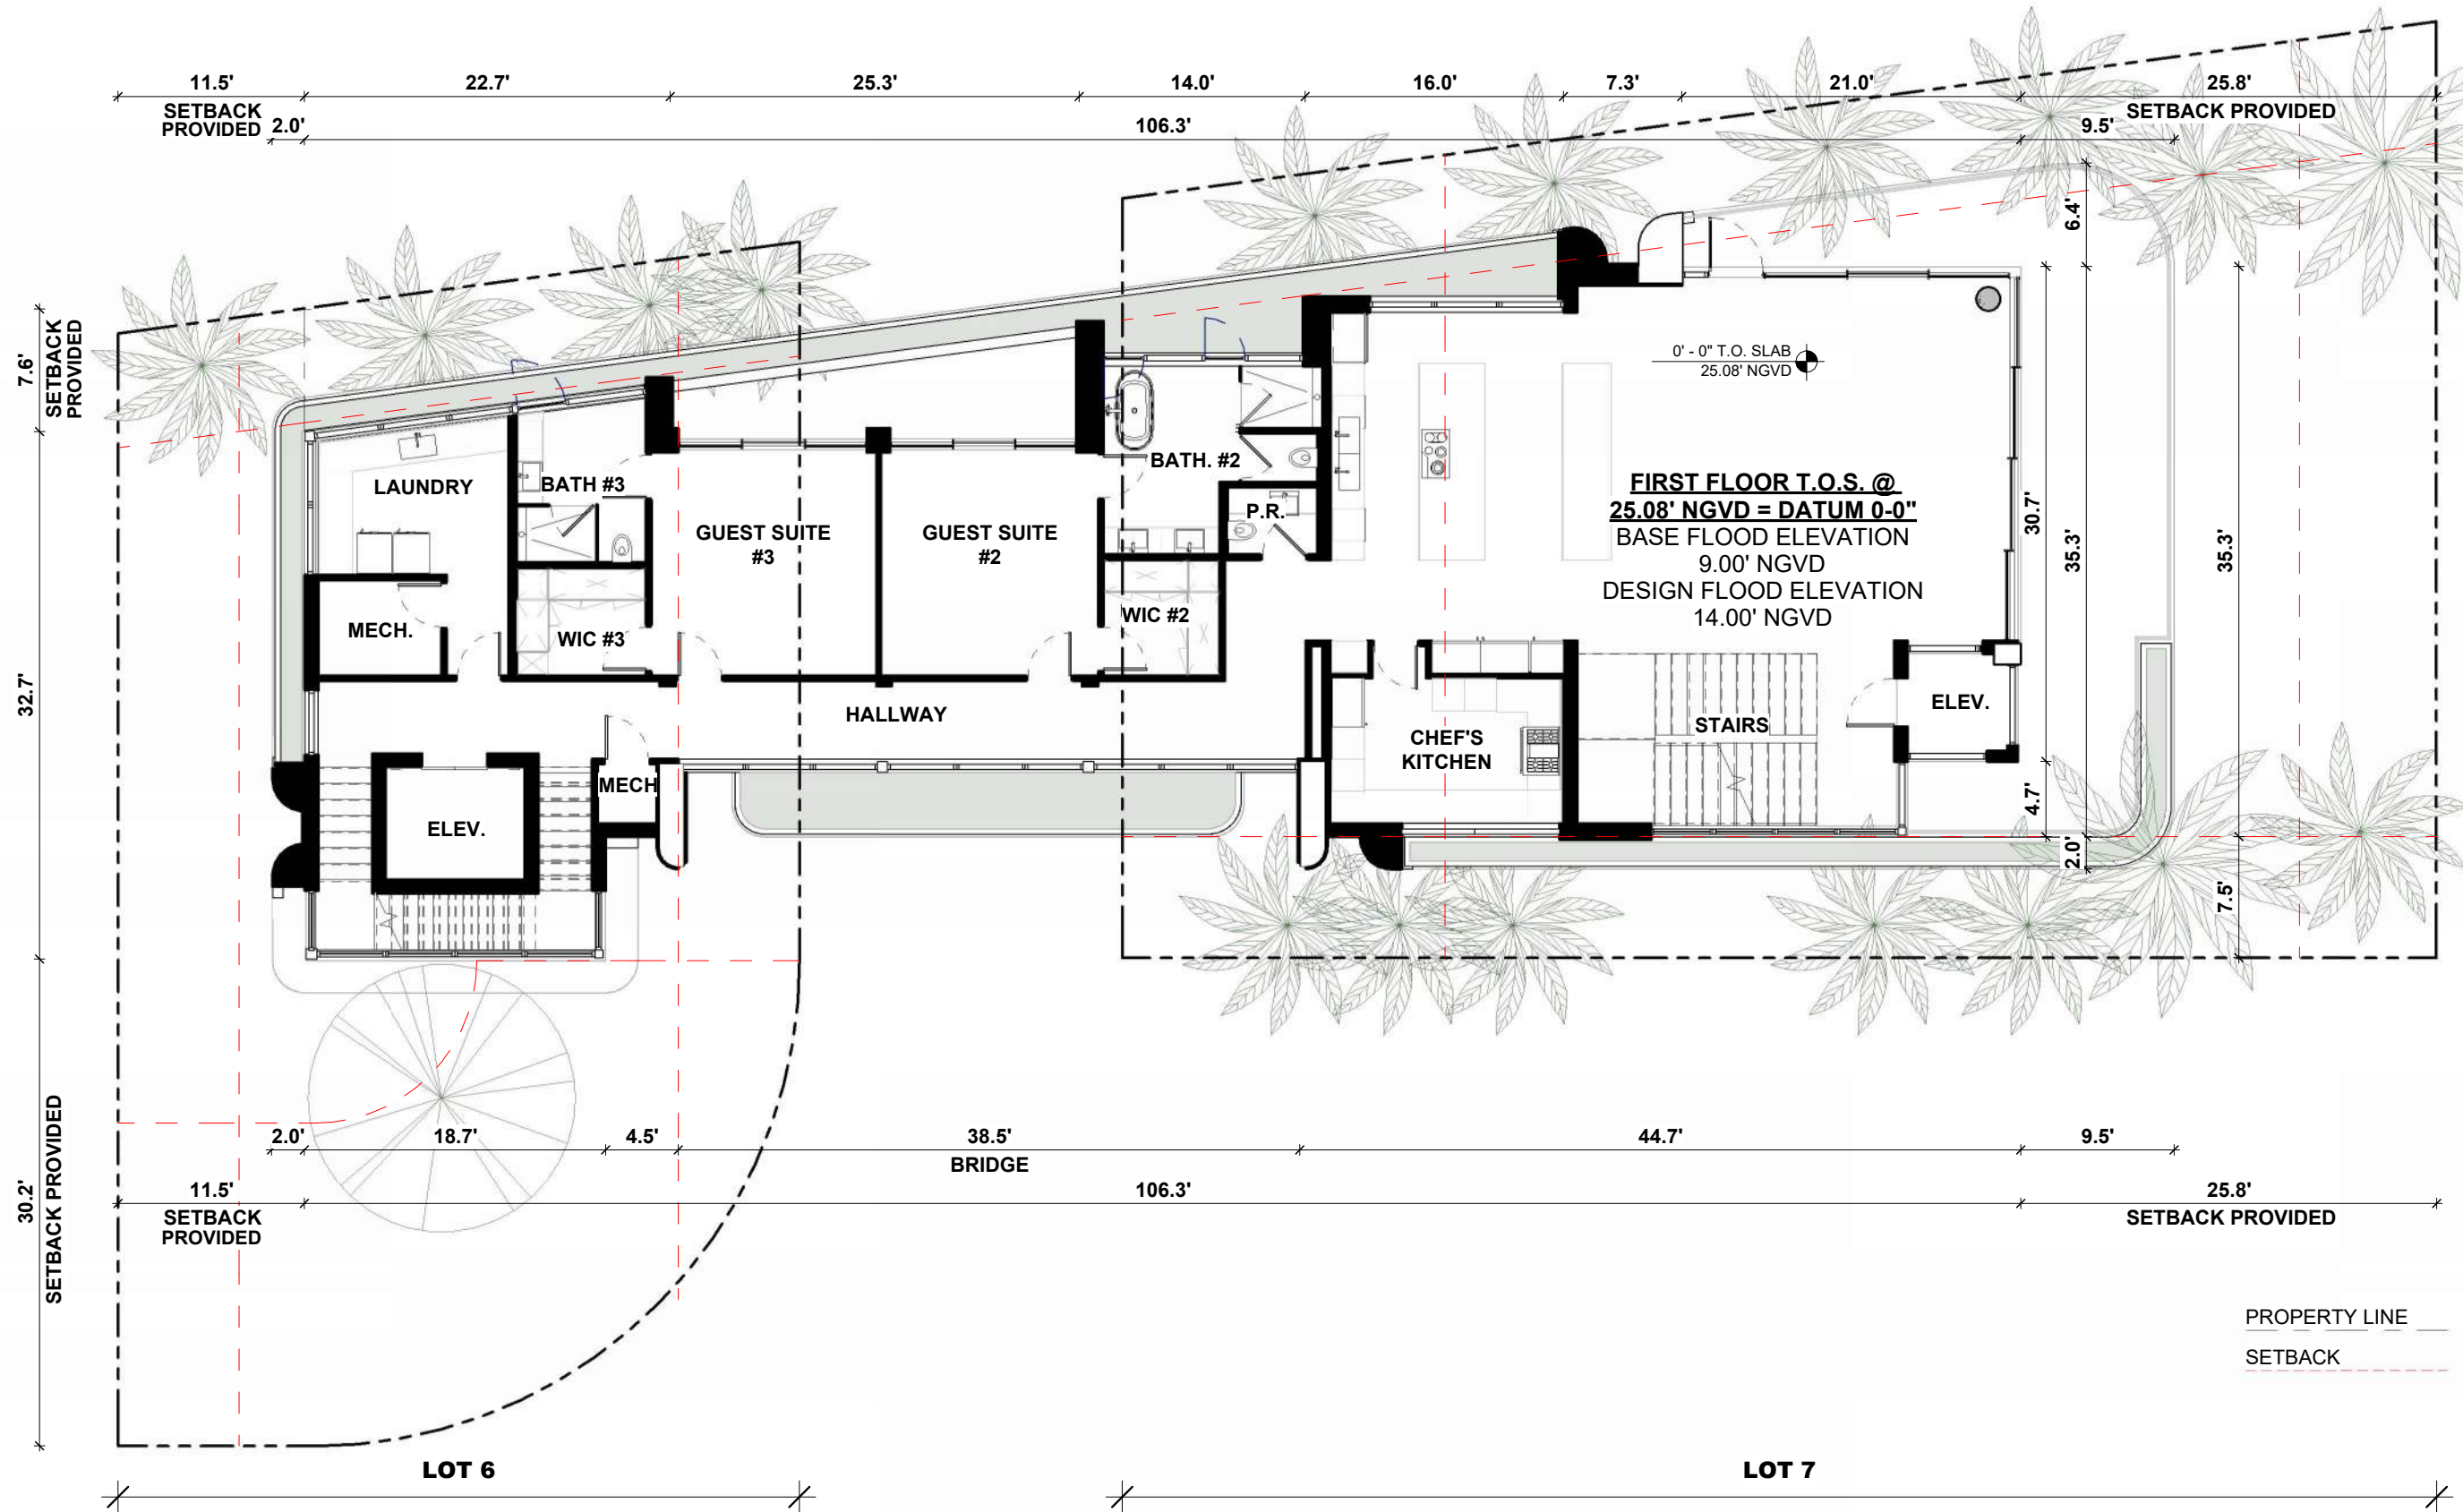 11.5'
22.7'
25.3'
14.0'
16.0'
7.3'
21.0'
25.8'
SETBACK
PROVIDED
2.0'
106.3'
SETBACK PROVIDED
9.5'
6.4'
7.6'
SETBACK
PROVIDED
0' - 0" T.O. SLAB
25.08' NGVD
LAUNDRY
BATH #3
BATH. #2
P.R.
GUEST SUITE
#3
GUEST SUITE
#2
FIRST FLOOR T.O.S. @
25.08' NGVD = DATUM 0-0"
BASE FLOOD ELEVATION
9.00' NGVD
DESIGN FLOOD ELEVATION
14.00' NGVD
30.7'
35.3'
35.3'
MECH.
WIC #3
WIC #2
32.7'
HALLWAY
CHEF'S
KITCHEN
STAIRS
ELEV.
MECH
ELEV.
4.7'
2.0'
7.5'
2.0'
18.7'
4.5'
38.5'
BRIDGE
44.7'
9.5'
30.2'
SETBACK PROVIDED
11.5'
SETBACK
PROVIDED
106.3'
25.8'
SETBACK PROVIDED
PROPERTY LINE
SETBACK
LOT 6
LOT 7